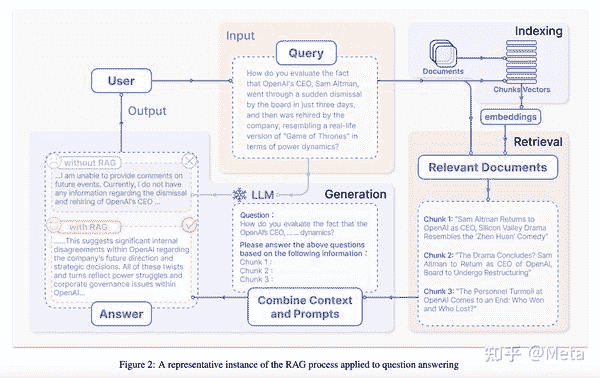 Input
Indexing
Query
User
Documents
Chunks Vectors
How do you evaluate the fact
that OpenAI's CEO, Sam Altman,
went through a sudden dismissal
by the board in just three days,
and then was rehired by the
company, resembling a real-life
version of "Game of Thrones" in
terms of power dynamics?
embeddings
Output
Retrieval
Relevant Documents
without RAG
...I am unable to provide comments on
future events. Currently, I do not have
any information regarding the dismissal
and rehiring of OpenAI's CEO ...
with RAG
......This suggests significant internal
disagreements within OpenAI regarding
the company's future direction and
strategic decisions. All of these twists
and turns reflect power struggles and
corporate governance issues within
OpenAI...
Answer
LLM
Generation
Question :
How do you evaluate the fact that the
OpenAI's CEO, ... ... dynamics?
Please answer the above questions
based on the following information :
Chunk 1 :
Chunk 2 :
Chunk 3 :
Combine Context
and Prompts
Chunk 1: "Sam Altman Returns to
OpenAI as CEO, Silicon Valley Drama
Resembles the 'Zhen Huan' Comedy"
Chunk 2: "The Drama Concludes? Sam
Altman to Return as CEO of OpenAI,
Board to Undergo Restructuring"
Chunk 3: "The Personnel Turmoil at
OpenAI Comes to an End: Who Won
and Who Lost?"
Figure 2: A representative instance of the RAG process applied to question answering
知乎 @Meta